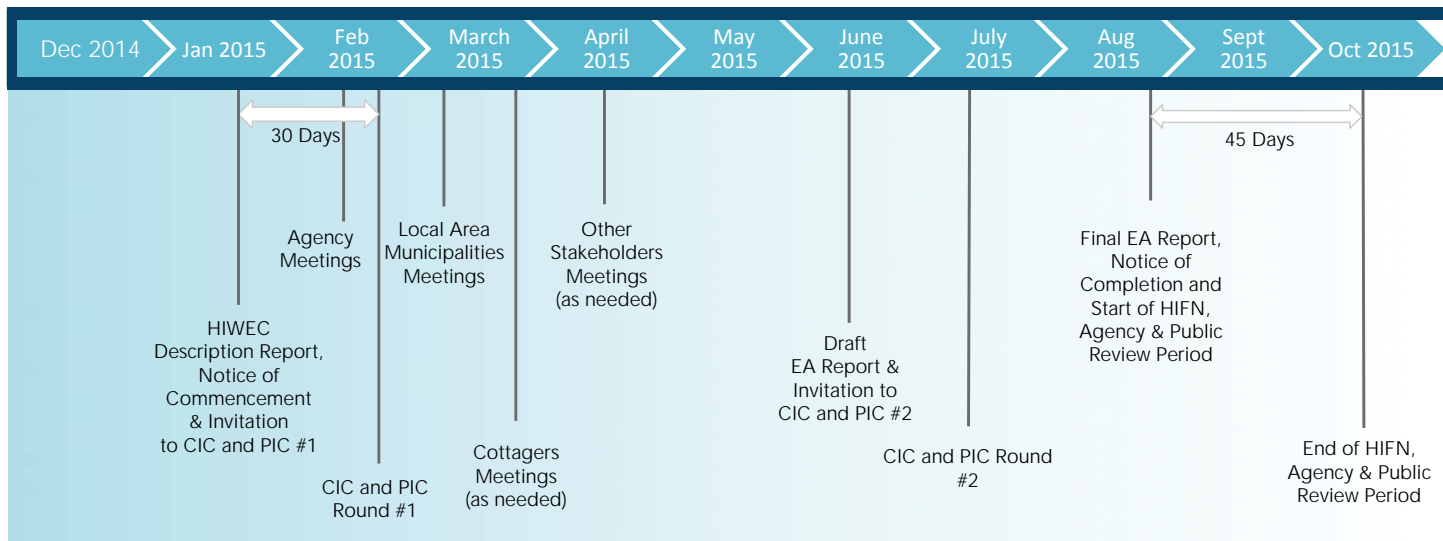 Dec 2014
Jan 2015
Feb
2015
March
2015
April
2015
May
2015
June
2015
July
2015
Aug
2015
Sept
2015
Oct 2015
30 Days
45 Days
HIWEC
Description Report,
Notice of
Commencement
& Invitation
to CIC and PIC #1
Agency
Meetings
CIC and PIC
Round #1
Local Area
Municipalities
Meetings
Cottagers
Meetings
(as needed)
Other
Stakeholders
Meetings
(as needed)
Draft
EA Report &
Invitation to
CIC and PIC #2
CIC and PIC Round
#2
Final EA Report,
Notice of
Completion and
Start of HIFN,
Agency & Public
Review Period
End of HIFN,
Agency & Public
Review Period